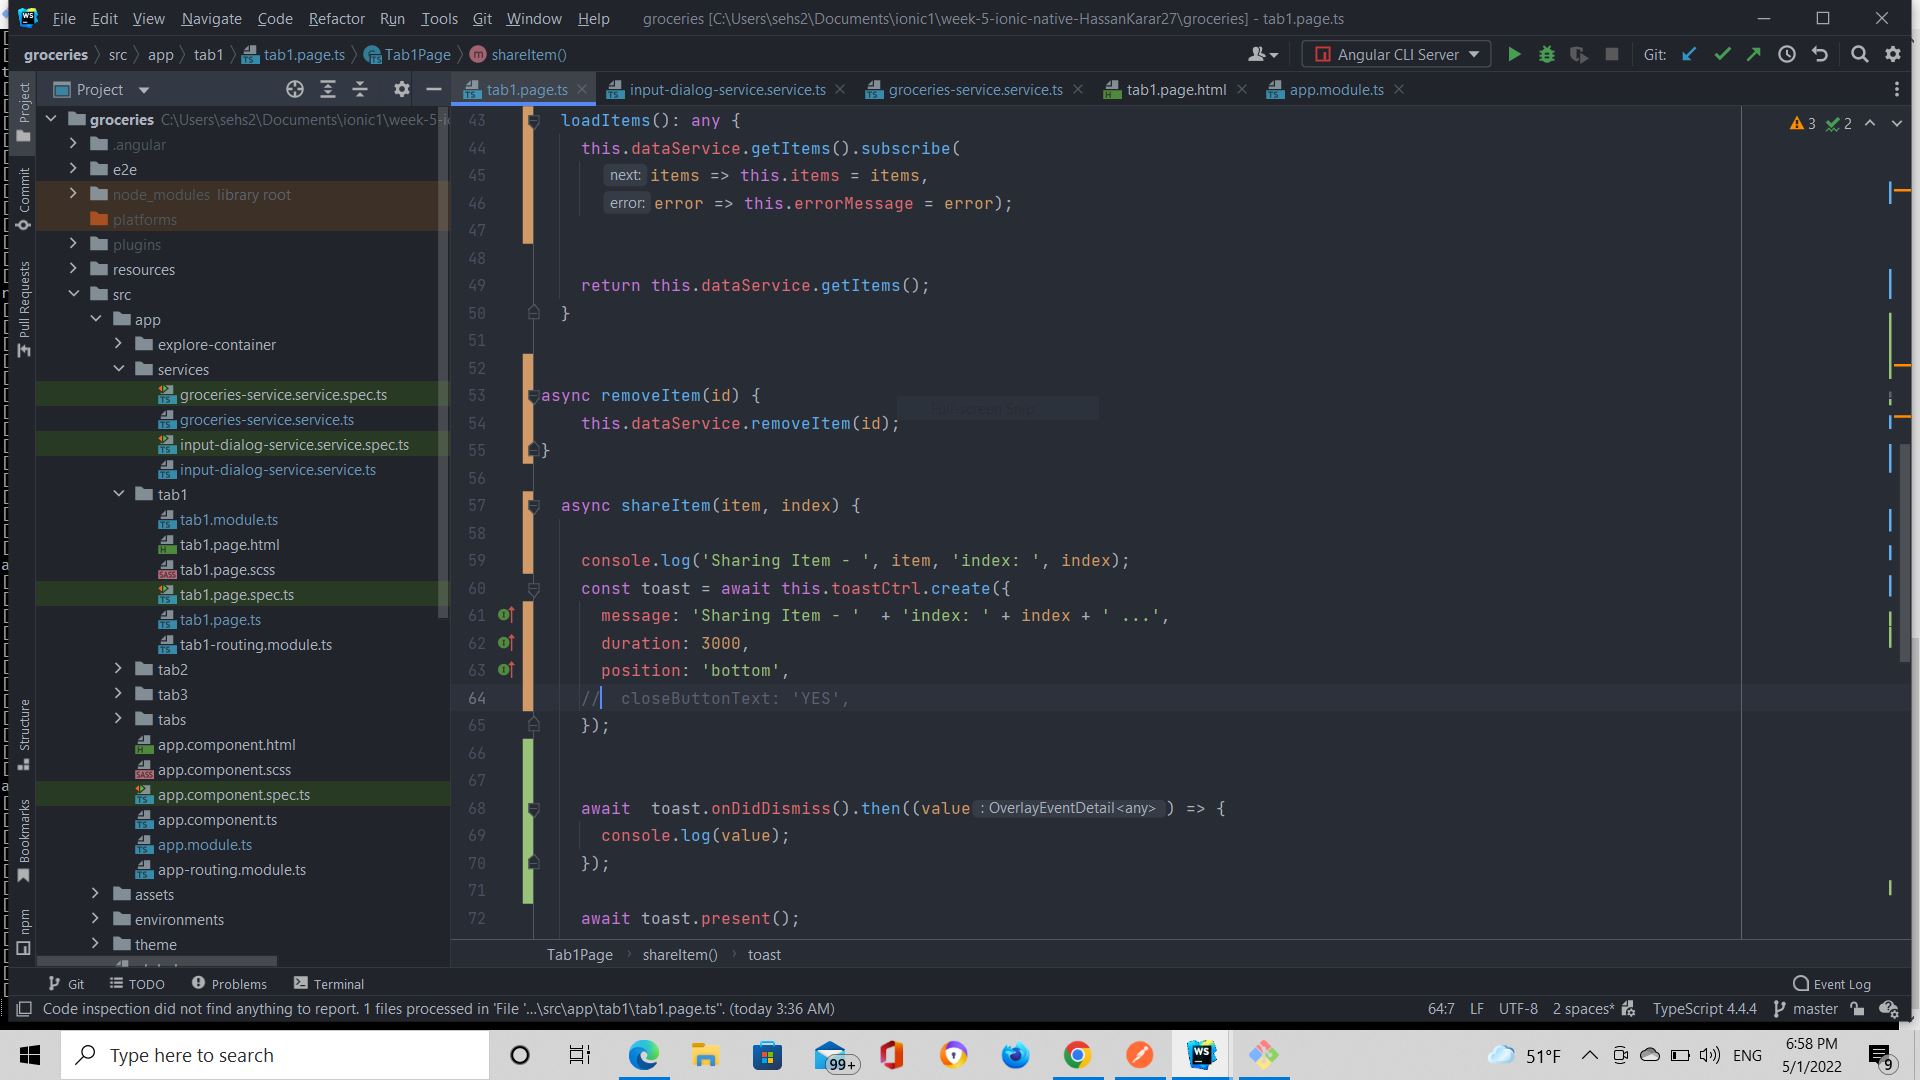 File Edit View Navigate Code Refactor Run Tools Git Window Help groceries [C:\Users\sehs2\Documents\ionic1\week-5-ionic-native-HassanKarar27\groceries] - tab1.page.ts
groceries src app tab1 tab1.page.ts Tab1Page shareItem() Angular CLI Server Git:
Project tab1.page.ts input-dialog-service.service.ts groceries-service.service.ts tab1.page.html app.module.ts
Project
Commit
Pull Requests
Structure
Bookmarks
npm
groceries C:\Users\sehs2\Documents\ionic1\week-5-i
.angular
e2e
node_modules library root
platforms
plugins
resources
src
app
explore-container
services
groceries-service.service.spec.ts
groceries-service.service.ts
input-dialog-service.service.spec.ts
input-dialog-service.service.ts
tab1
tab1.module.ts
tab1.page.html
tab1.page.scss
tab1.page.spec.ts
tab1.page.ts
tab1-routing.module.ts
tab2
tab3
tabs
app.component.html
app.component.scss
app.component.spec.ts
app.component.ts
app.module.ts
app-routing.module.ts
assets
environments
theme
3 2
43 loadItems(): any {
44 this.dataService.getItems().subscribe(
45 next: items => this.items = items,
46 error: error => this.errorMessage = error);
47
48
49 return this.dataService.getItems();
50 }
51
52
53 async removeItem(id) {
Full-screen Snip
54 this.dataService.removeItem(id);
55 }
56
57 async shareItem(item, index) {
58
59 console.log('Sharing Item - ', item, 'index: ', index);
60 const toast = await this.toastCtrl.create({
61 message: 'Sharing Item - ' + 'index: ' + index + ' ...',
62 duration: 3000,
63 position: 'bottom',
64 // closeButtonText: 'YES',
65 });
66
67
68 await toast.onDidDismiss().then((value : OverlayEventDetail<any> ) => {
69 console.log(value);
70 });
71
72 await toast.present();
Tab1Page shareItem() toast
Git TODO Problems Terminal Event Log
Code inspection did not find anything to report. 1 files processed in 'File '...\src\app\tab1\tab1.page.ts''. (today 3:36 AM) 64:7 LF UTF-8 2 spaces* TypeScript 4.4.4 master
Type here to search 99+ WS 51°F ENG 6:58 PM
5/1/2022 9